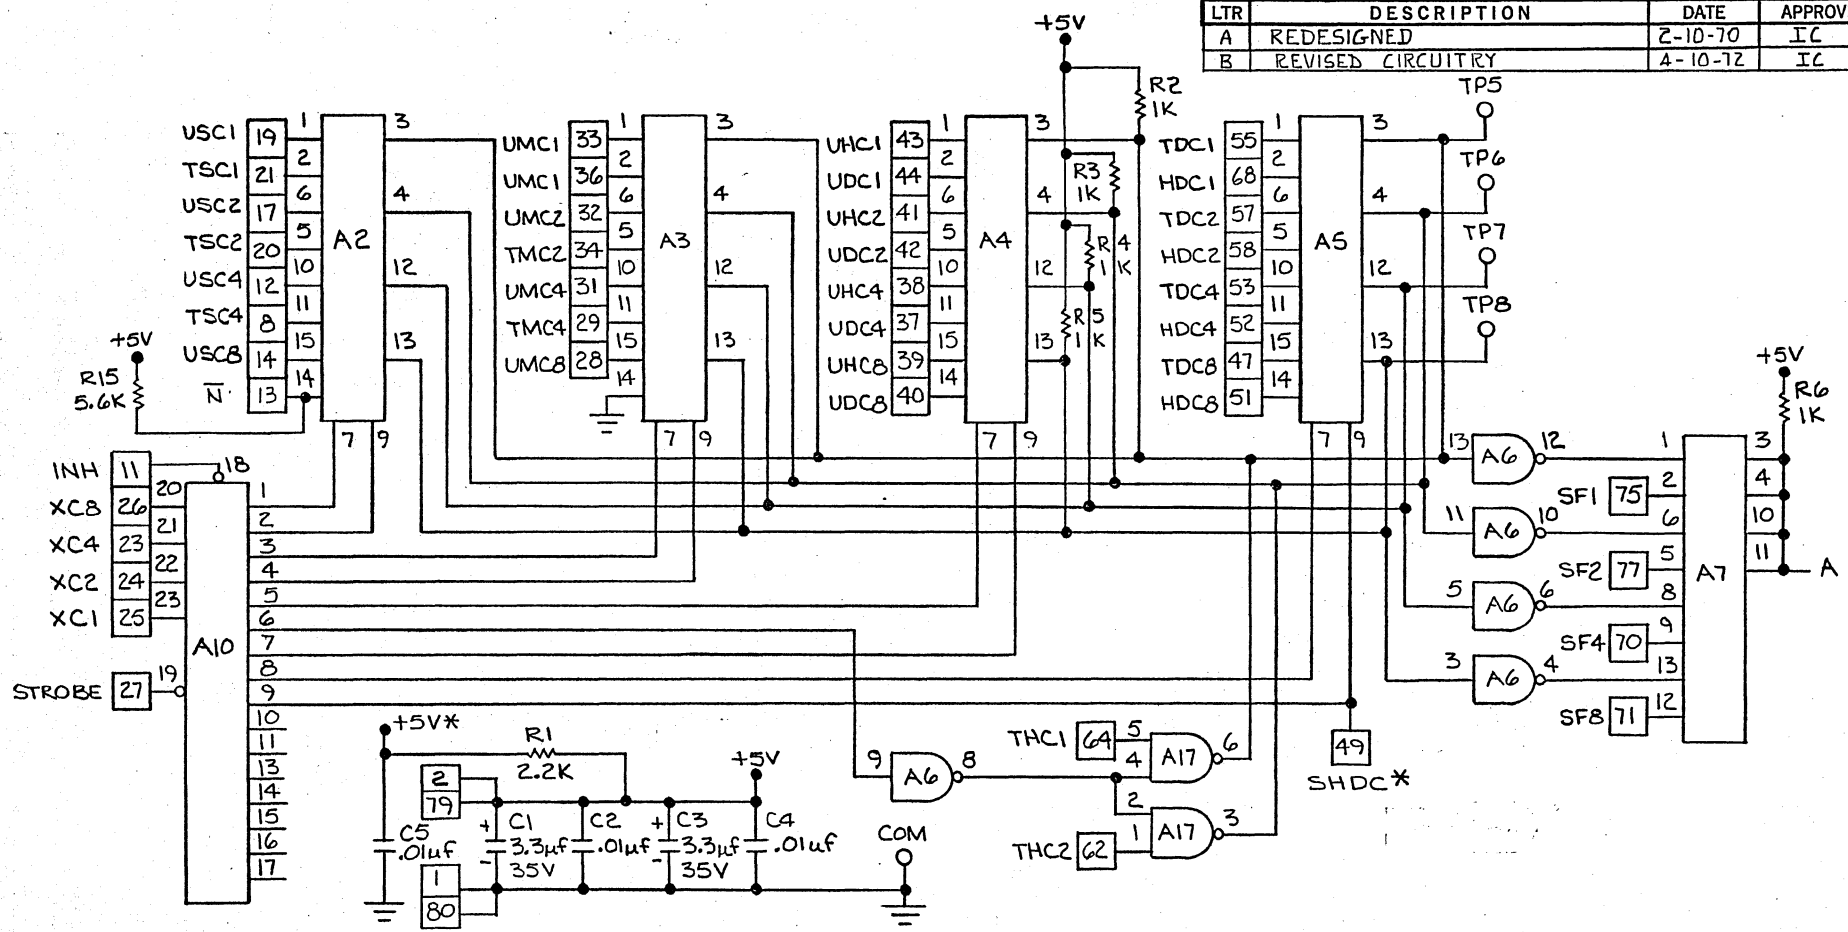 LTR DESCRIPTION DATE APPROV
A REDESIGNED 2-10-70 IC
B REVISED CIRCUITRY 4-10-72 IC
+5V
R2
1K
R3
1K
R4
1K
R5
1K
USC1 19 1
TSC1 21 2
USC2 17 6
TSC2 20 5
USC4 12 10
TSC4 8 11
USC8 14 15
N̅ 13 14
A2
3
4
12
13
7 9
+5V
R15
5.6K
UMC1 33 1
UMC1 36 2
UMC2 32 6
TMC2 34 5
UMC4 31 10
TMC4 29 11
UMC8 28 15
14
A3
3
4
12
13
7 9
UHC1 43 1
UDC1 44 2
UHC2 41 6
UDC2 42 5
UHC4 38 10
UDC4 37 11
UHC8 39 15
UDC8 40 14
A4
3
4
12
13
7 9
TDC1 55 1
HDC1 68 2
TDC2 57 6
HDC2 58 5
TDC4 53 10
HDC4 52 11
TDC8 47 15
HDC8 51 14
A5
3
4
12
13
7 9
TP5
TP6
TP7
TP8
INH 11 18
XC8 26 20
XC4 23 21
XC2 24 22
XC1 25 23
STROBE 27 19
A10
1
2
3
4
5
6
7
8
9
10
11
13
14
15
16
17
13 A6 12
11 A6 10
5 A6 6
3 A6 4
+5V
R6
1K
1
SF1 75 2
6
SF2 77 5
8
SF4 70 9
13
SF8 71 12
A7
3
4
10
11 A
+5V*
R1
2.2K
+5V
2
79
C5
.01µf
+ C1
3.3µf
- 35V
C2
.01µf
+ C3
3.3µf
- 35V
C4
.01µf
1
80
COM
9 A6 8
THC1 64 5
4
A17 6
2
THC2 62 1
A17 3
49
SHDC*